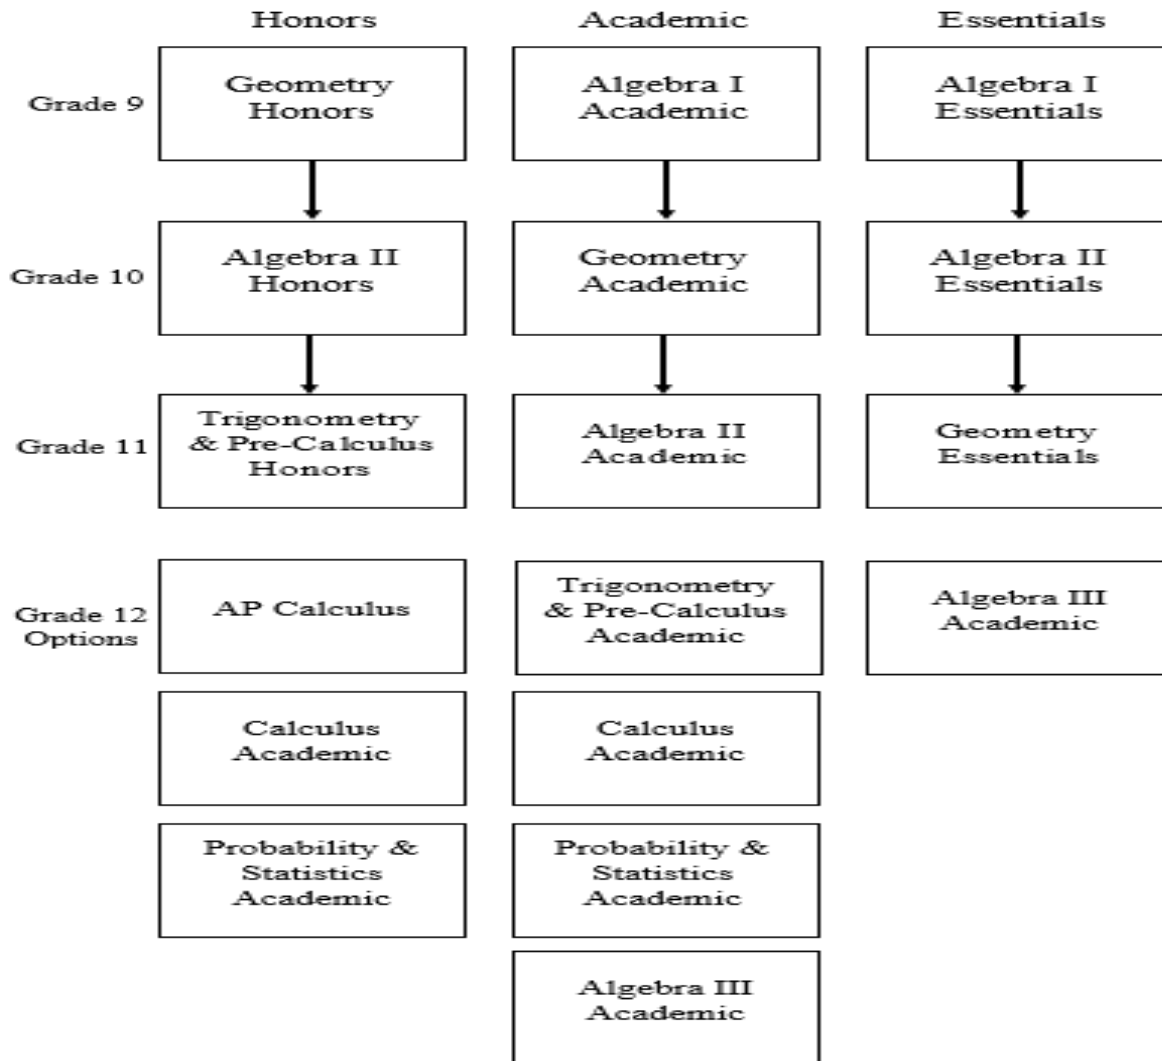 Honors
Academic
Essentials
Grade 9
Geometry
Honors
Algebra I
Academic
Algebra I
Essentials
Grade 10
Algebra II
Honors
Geometry
Academic
Algebra II
Essentials
Grade 11
Trigonometry
& Pre-Calculus
Honors
Algebra II
Academic
Geometry
Essentials
Grade 12
Options
AP Calculus
Trigonometry
& Pre-Calculus
Academic
Algebra III
Academic
Calculus
Academic
Calculus
Academic
Probability &
Statistics
Academic
Probability &
Statistics
Academic
Algebra III
Academic